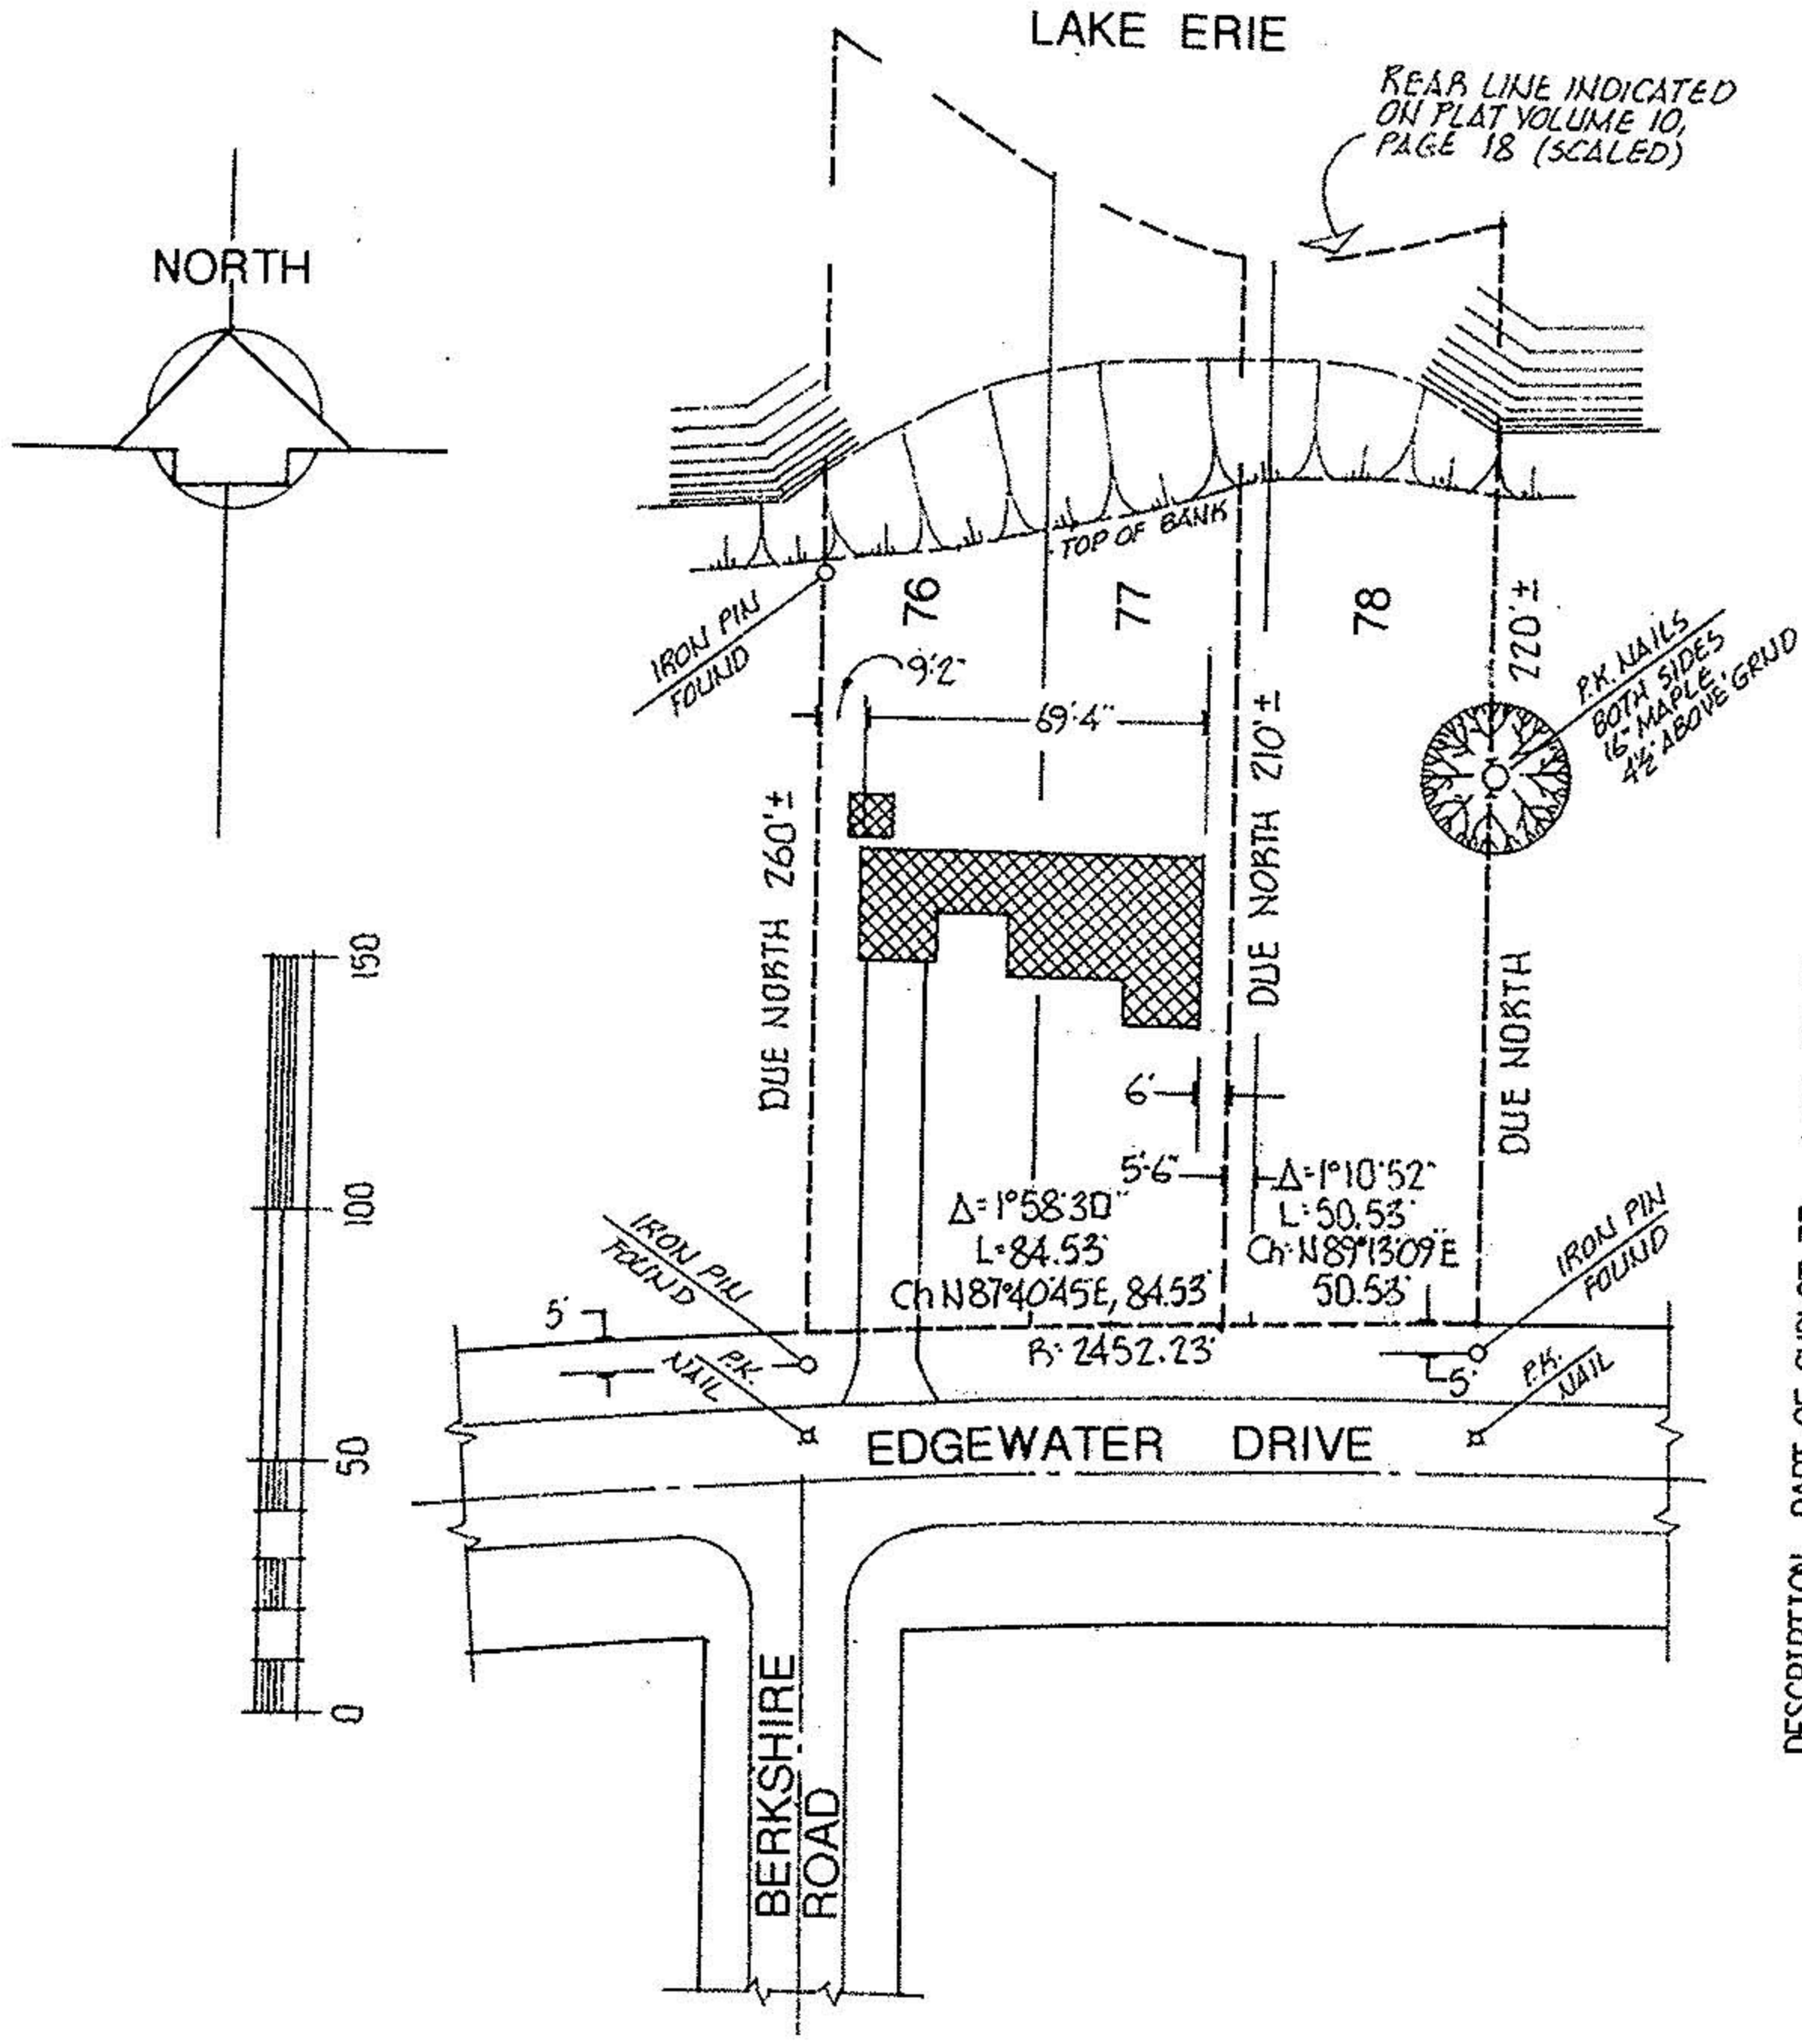 LAKE ERIE
REAR LINE INDICATED
ON PLAT VOLUME 10,
PAGE 18 (SCALED)
NORTH
TOP OF BANK
IRON PIN
FOUND
76
77
78
9'2"
69'4"
220'±
P.K. NAILS
BOTH SIDES
16" MAPLE,
4½' ABOVE GRND
DUE NORTH 260'±
DUE NORTH 210'±
DUE NORTH
150
100
50
0
6'
5'6"
Δ=1°58'30"
L=84.53'
Ch N87°40'45E, 84.53'
Δ=1°10'52"
L=50.53'
Ch=N89°13'09"E
50.53'
R=2452.23'
IRON PIN
FOUND
5'
P.K.
NAIL
IRON PIN
FOUND
5'
P.K.
NAIL
EDGEWATER DRIVE
BERKSHIRE
ROAD
DESCRIPTION PART OF